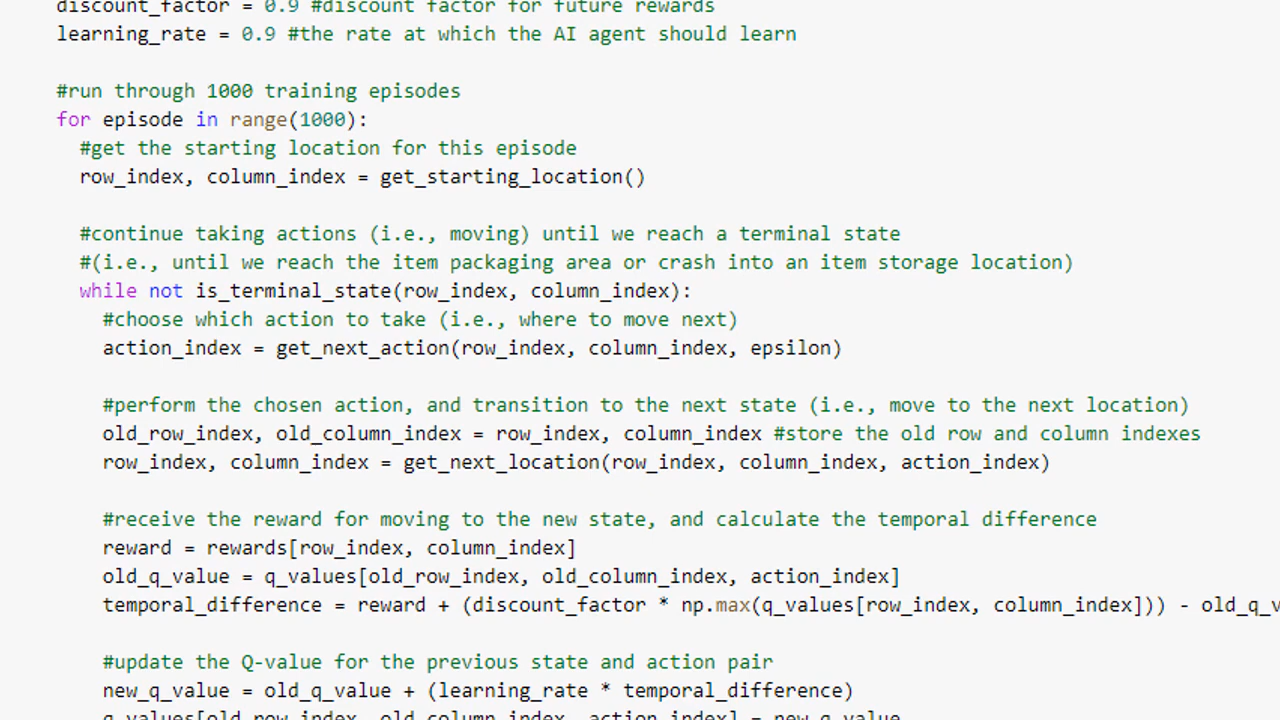 discount_factor = 0.9 #discount factor for future rewards
learning_rate = 0.9 #the rate at which the AI agent should learn
#run through 1000 training episodes
for episode in range(1000):
#get the starting location for this episode
row_index, column_index = get_starting_location()
#continue taking actions (i.e., moving) until we reach a terminal state
#(i.e., until we reach the item packaging area or crash into an item storage location)
while not is_terminal_state(row_index, column_index):
#choose which action to take (i.e., where to move next)
action_index = get_next_action(row_index, column_index, epsilon)
#perform the chosen action, and transition to the next state (i.e., move to the next location)
old_row_index, old_column_index = row_index, column_index #store the old row and column indexes
row_index, column_index = get_next_location(row_index, column_index, action_index)
#receive the reward for moving to the new state, and calculate the temporal difference
reward = rewards[row_index, column_index]
old_q_value = q_values[old_row_index, old_column_index, action_index]
temporal_difference = reward + (discount_factor * np.max(q_values[row_index, column_index])) - old_q_v
#update the Q-value for the previous state and action pair
new_q_value = old_q_value + (learning_rate * temporal_difference)
q_values[old_row_index, old_column_index, action_index] = new_q_value